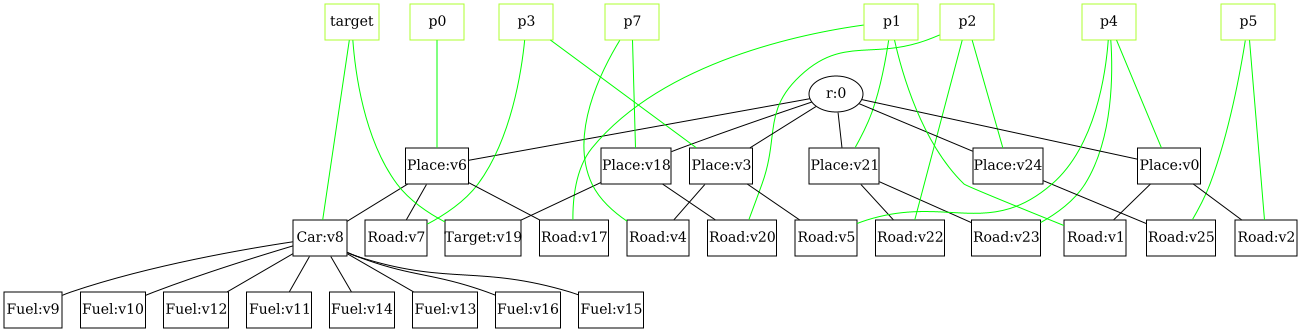 target p0 p3 p7 p1 p2 p4 p5
r:0
Place:v6 Place:v18 Place:v3 Place:v21 Place:v24 Place:v0
Car:v8 Road:v7 Target:v19 Road:v17 Road:v4 Road:v20 Road:v5 Road:v22 Road:v23 Road:v1 Road:v25 Road:v2
Fuel:v9 Fuel:v10 Fuel:v12 Fuel:v11 Fuel:v14 Fuel:v13 Fuel:v16 Fuel:v15